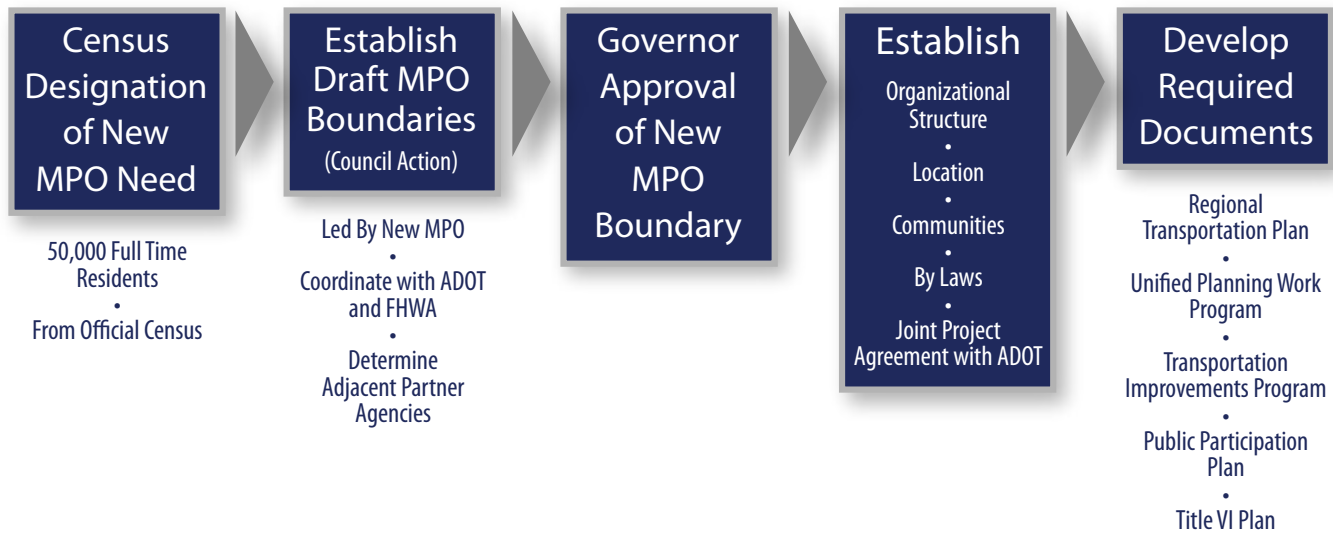 Census
Designation
of New
MPO Need
50,000 Full Time
Residents
•
From Official Census
Establish
Draft MPO
Boundaries
(Council Action)
Led By New MPO
•
Coordinate with ADOT
and FHWA
•
Determine
Adjacent Partner
Agencies
Governor
Approval
of New
MPO
Boundary
Establish
Organizational
Structure
•
Location
•
Communities
•
By Laws
•
Joint Project
Agreement with ADOT
Develop
Required
Documents
Regional
Transportation Plan
•
Unified Planning Work
Program
•
Transportation
Improvements Program
•
Public Participation
Plan
•
Title VI Plan